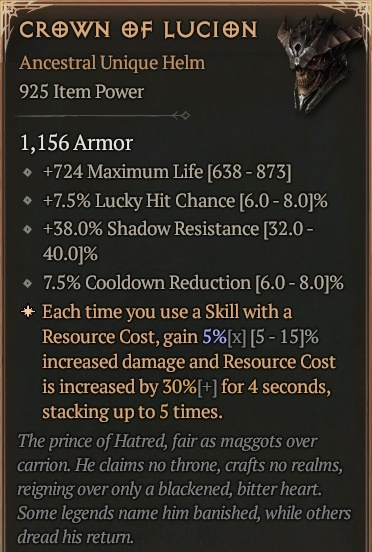 CROWN OF LUCION
Ancestral Unique Helm
925 Item Power
1,156 Armor
+724 Maximum Life [638 - 873]
+7.5% Lucky Hit Chance [6.0 - 8.0]%
+38.0% Shadow Resistance [32.0 -
40.0]%
7.5% Cooldown Reduction [6.0 - 8.0]%
Each time you use a Skill with a
Resource Cost, gain 5%[x] [5 - 15]%
increased damage and Resource Cost
is increased by 30%[+] for 4 seconds,
stacking up to 5 times.
The prince of Hatred, fair as maggots over
carrion. He claims no throne, crafts no realms,
reigning over only a blackened, bitter heart.
Some legends name him banished, while others
dread his return.